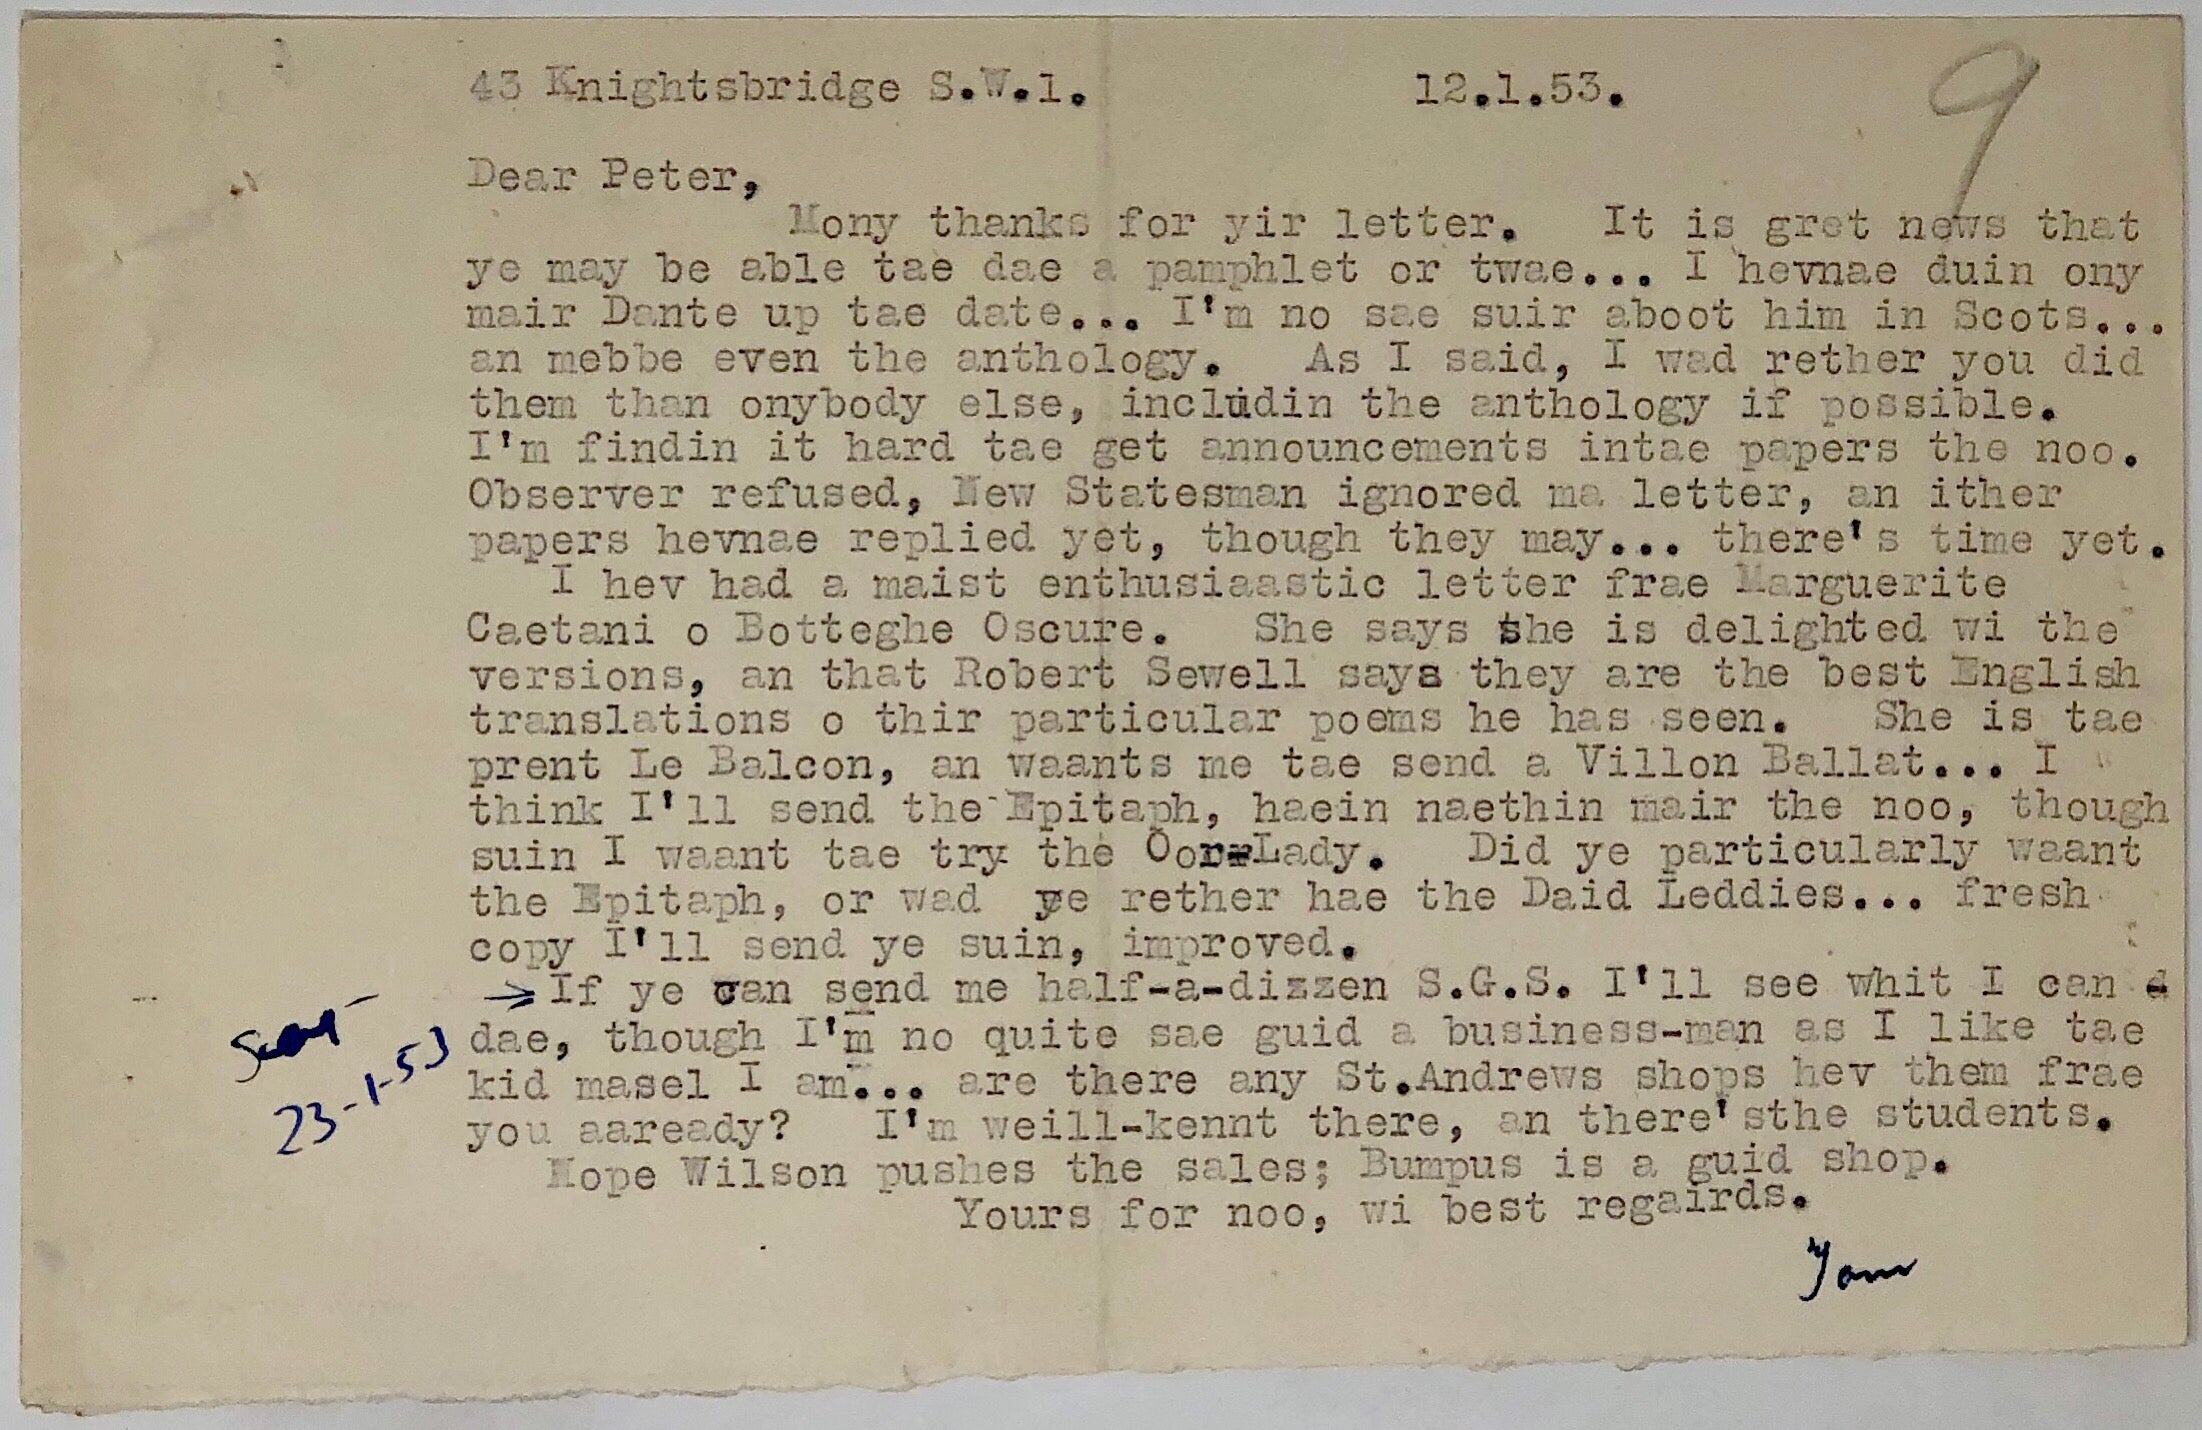 9
43 Knightsbridge S.W.1. 12.1.53.
Dear Peter,
Mony thanks for yir letter. It is gret news that
ye may be able tae dae a pamphlet or twae... I hevnae duin ony
mair Dante up tae date... I'm no sae suir aboot him in Scots...
an mebbe even the anthology. As I said, I wad rether you did
them than onybody else, includin the anthology if possible.
I'm findin it hard tae get announcements intae papers the noo.
Observer refused, New Statesman ignored ma letter, an ither
papers hevnae replied yet, though they may... there's time yet.
I hev had a maist enthusiaastic letter frae Marguerite
Caetani o Botteghe Oscure. She says she is delighted wi the
versions, an that Robert Sewell says they are the best English
translations o thir particular poems he has seen. She is tae
prent Le Balcon, an waants me tae send a Villon Ballat... I
think I'll send the Epitaph, haein naethin mair the noo, though
suin I waant tae try the Oor Lady. Did ye particularly waant
the Epitaph, or wad ye rether hae the Daid Leddies... fresh
copy I'll send ye suin, improved.
→ If ye can send me half-a-dizzen S.G.S. I'll see whit I can d
dae, though I'm no quite sae guid a business-man as I like tae
kid masel I am... are there any St.Andrews shops hev them frae
you aaready? I'm weill-kennt there, an there'sthe students.
Hope Wilson pushes the sales; Bumpus is a guid shop.
Yours for noo, wi best regairds.
Tom
Sent
23-1-53